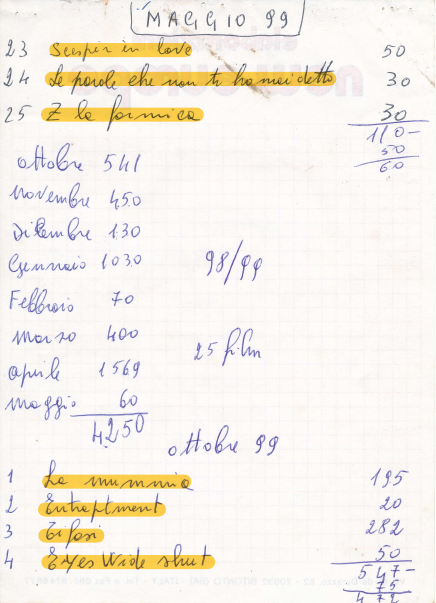 MAGGIO 99
23 Scespir in love 50
24 Le parole che non ti ho mai detto 30
25 Z la formica 30
110-
50
60
ottobre 541
novembre 450
Dicembre 130
Gennaio 1030
98/99
Febbraio 70
marzo 400
25 film
aprile 1569
maggio 60
4250
ottobre 99
1 La mummia 195
2 Entraptment 20
3 Tifosi 282
4 Eyes Wide shut 50
547-
75
472